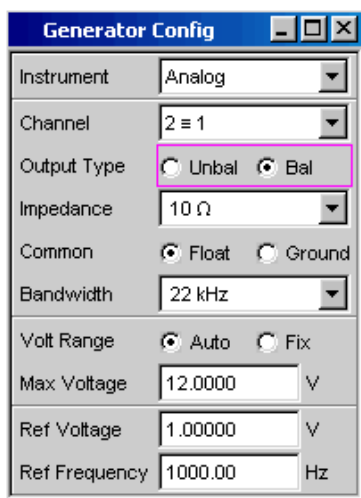 Generator Config
Instrument Analog
Channel 2 ≡ 1
Output Type Unbal Bal
Impedance 10 Ω
Common Float Ground
Bandwidth 22 kHz
Volt Range Auto Fix
Max Voltage 12.0000 V
Ref Voltage 1.00000 V
Ref Frequency 1000.00 Hz